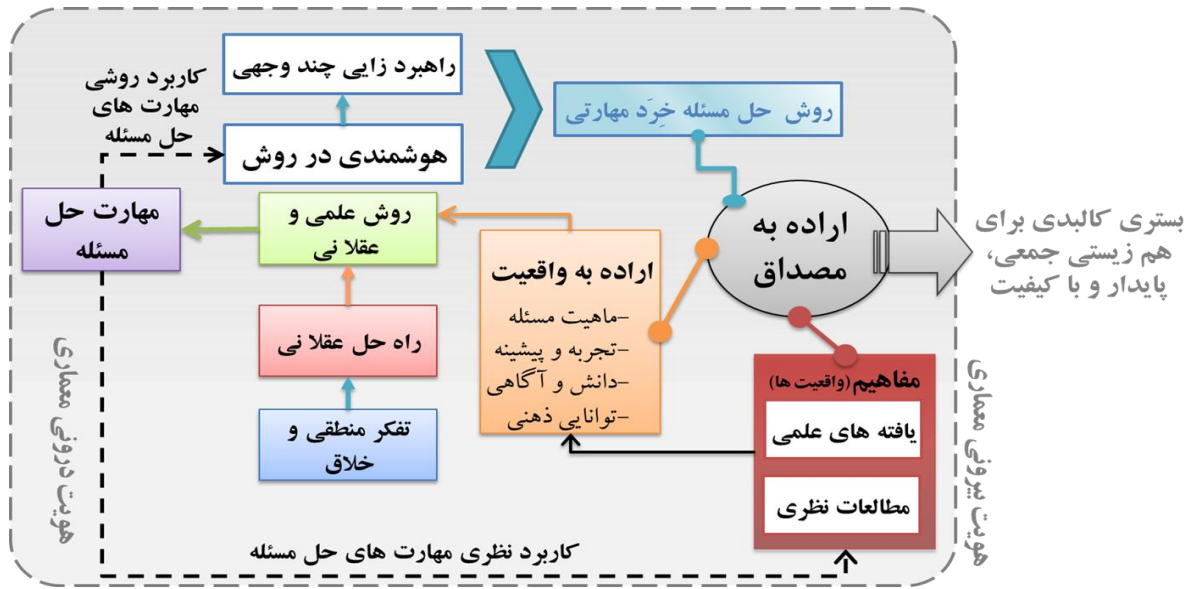 راهبرد زایی چند وجهی
کاربرد روشی
مهارت های
حل مسئله
روش حل مسئله خِرَد مهارتی
هوشمندی در روش
مهارت حل
مسئله
روش علمی و
عقلا نی
اراده به
مصداق
بستری کالبدی برای
هم زیستی جمعی،
پایدار و با کیفیت
اراده به واقعیت
-ماهیت مسئله
-تجربه و پیشینه
-دانش و آگاهی
-توانایی ذهنی
راه حل عقلا نی
تفکر منطقی و
خلاق
مفاهیم(واقعیت ها)
یافته های علمی
مطالعات نظری
هویت درونی معماری
هویت بیرونی معماری
کاربرد نظری مهارت های حل مسئله